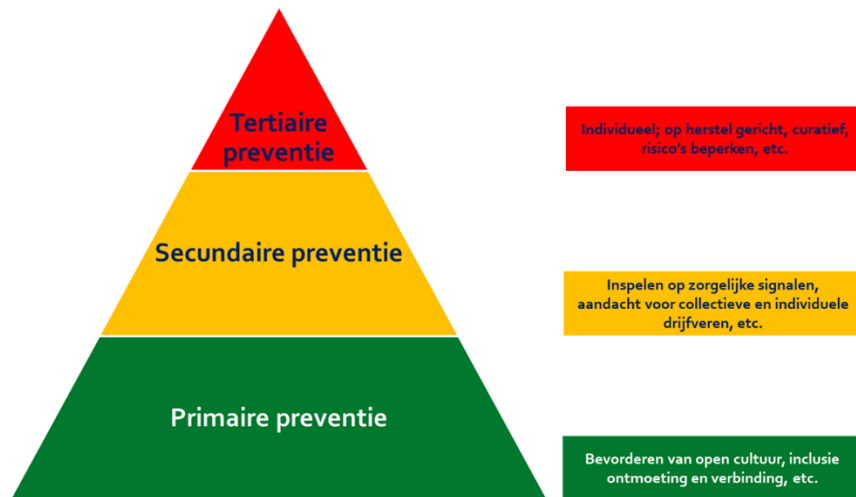 Tertiaire
preventie
Individueel; op herstel gericht, curatief,
risico's beperken, etc.
Secundaire preventie
Inspelen op zorgelijke signalen,
aandacht voor collectieve en individuele
drijfveren, etc.
Primaire preventie
Bevorderen van open cultuur, inclusie
ontmoeting en verbinding, etc.